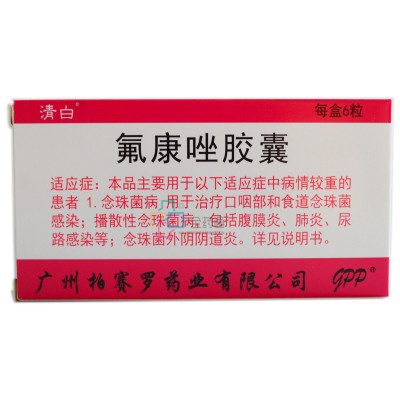 清白®
每盒6粒
氟康唑胶囊
适应症：本品主要用于以下适应症中病情较重的
患者 1. 念珠菌病，用于治疗口咽部和食道念珠菌
感染；播散性念珠菌病，包括腹膜炎、肺炎、尿
路感染等；念珠菌外阴阴道炎。详见说明书。
广州柏赛罗药业有限公司 GPP®